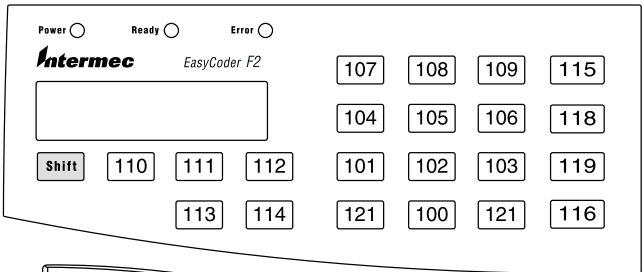 Power Ready Error
Intermec EasyCoder F2
107 108 109 115
104 105 106 118
Shift 110 111 112 101 102 103 119
113 114 121 100 121 116